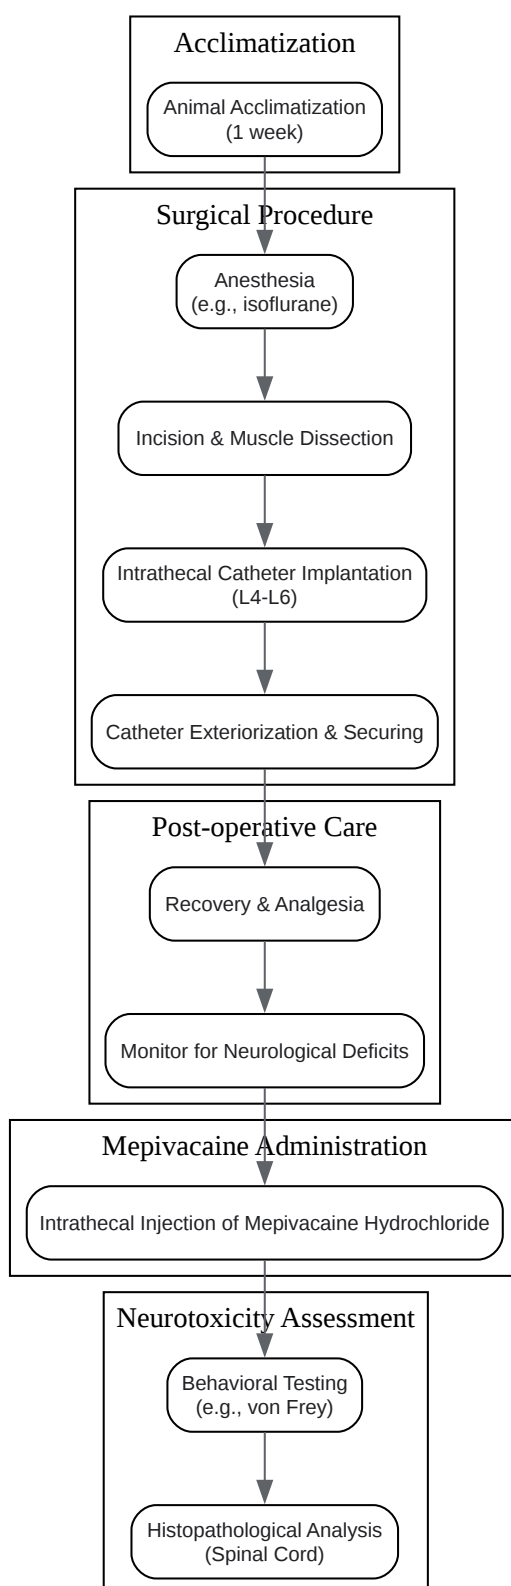 Acclimatization
Animal Acclimatization
(1 week)
Surgical Procedure
Anesthesia
(e.g., isoflurane)
Incision & Muscle Dissection
Intrathecal Catheter Implantation
(L4-L6)
Catheter Exteriorization & Securing
Post-operative Care
Recovery & Analgesia
Monitor for Neurological Deficits
Mepivacaine Administration
Intrathecal Injection of Mepivacaine Hydrochloride
Neurotoxicity Assessment
Behavioral Testing
(e.g., von Frey)
Histopathological Analysis
(Spinal Cord)